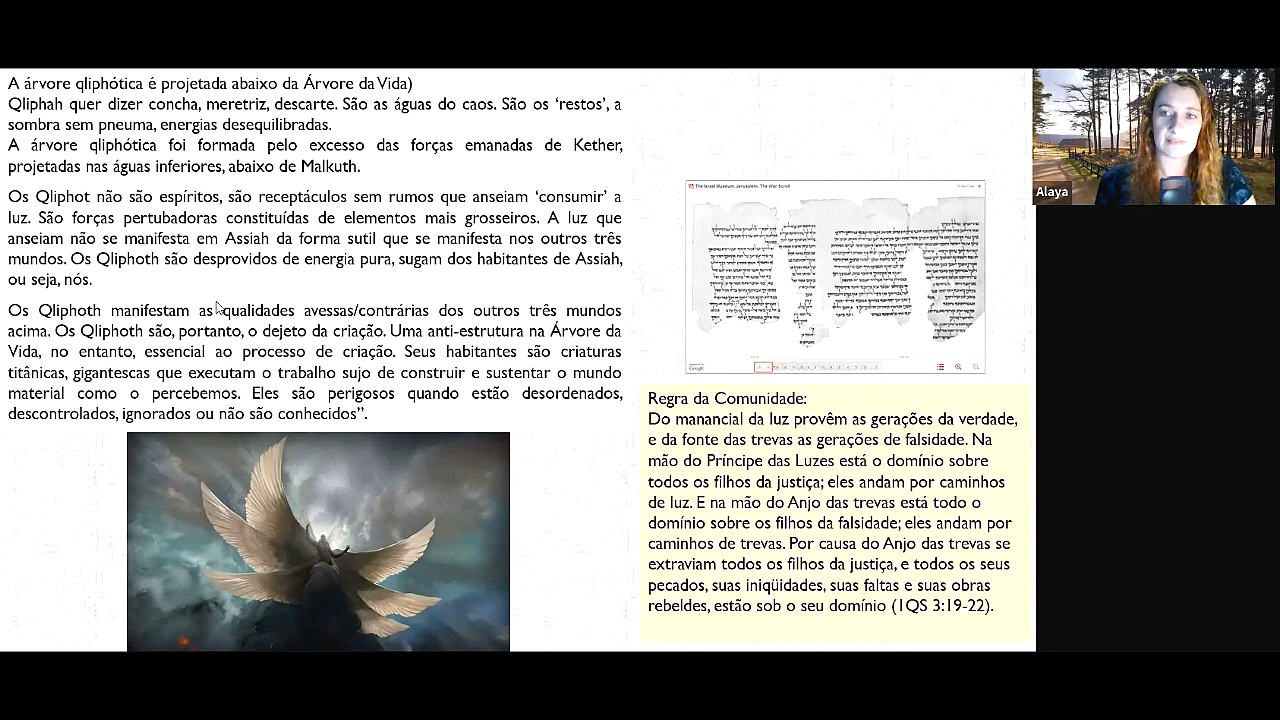 A árvore qliphótica é projetada abaixo da Árvore da Vida)
Qliphah quer dizer concha, meretriz, descarte. São as águas do caos. São os ‘restos’, a
sombra sem pneuma, energias desequilibradas.
A árvore qliphótica foi formada pelo excesso das forças emanadas de Kether,
projetadas nas águas inferiores, abaixo de Malkuth.
Os Qliphot não são espíritos, são receptáculos sem rumos que anseiam ‘consumir’ a
luz. São forças pertubadoras constituídas de elementos mais grosseiros. A luz que
anseiam não se manifesta em Assiah da forma sutil que se manifesta nos outros três
mundos. Os Qliphoth são desprovidos de energia pura, sugam dos habitantes de Assiah,
ou seja, nós.
Os Qliphoth manifestam as qualidades avessas/contrárias dos outros três mundos
acima. Os Qliphoth são o tecido abjeto da criação. Uma anti-estrutura na Árvore da
Vida, no entanto, essencial ao processo de criação. Seus habitantes são criaturas
titânicas, gigantescas que executam o trabalho sujo de construir e sustentar o mundo
material como o percebemos. Eles são perigosos quando estão desordenados,
descontrolados, ignorados ou não são conhecidos”.
The Israel Museum, Jerusalem. The War Scroll
Google
Regra da Comunidade:
Do manancial da luz provêm as gerações da verdade,
e da fonte das trevas as gerações de falsidade. Na
mão do Príncipe das Luzes está o domínio sobre
todos os filhos da justiça; eles andam por caminhos
de luz. E na mão do Anjo das trevas está todo o
domínio sobre os filhos da falsidade; eles andam por
caminhos de trevas. Por causa do Anjo das trevas se
extraviam todos os filhos da justiça, e todos os seus
pecados, suas iniqüidades, suas faltas e suas obras
rebeldes, estão sob o seu domínio (1QS 3:19-22).
Alaya